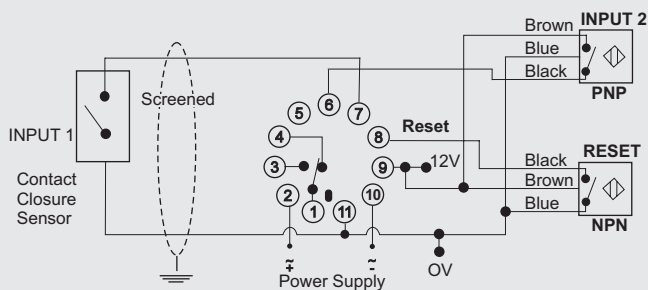 Brown
INPUT 2
Blue
Black
PNP
6
7
5
Screened
4
8
Reset
INPUT 1
3
9
12V
Black
RESET
Brown
Contact
Closure
Sensor
2
1
11
10
Blue
NPN
~
+
~
-
Power Supply
OV